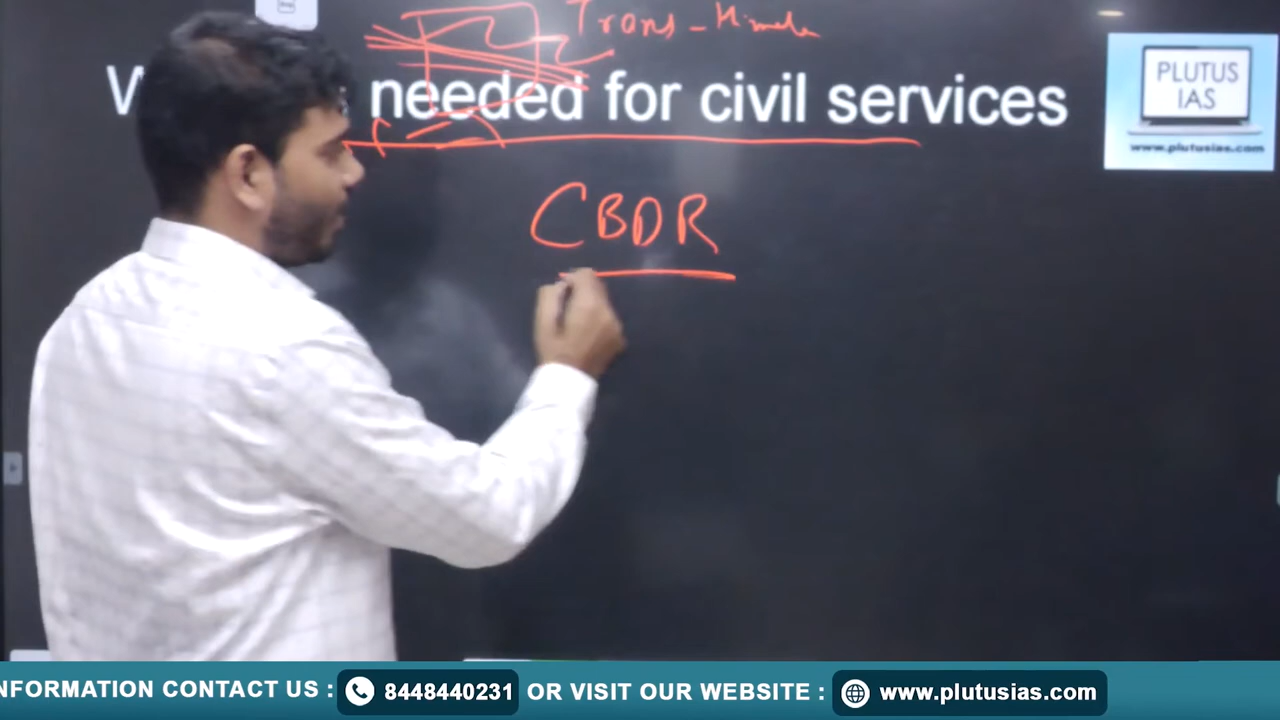 Trans-Himala
needed for civil services
PLUTUS
IAS
www.plutusias.com
CBDR
NFORMATION CONTACT US : 8448440231 OR VISIT OUR WEBSITE : www.plutusias.com